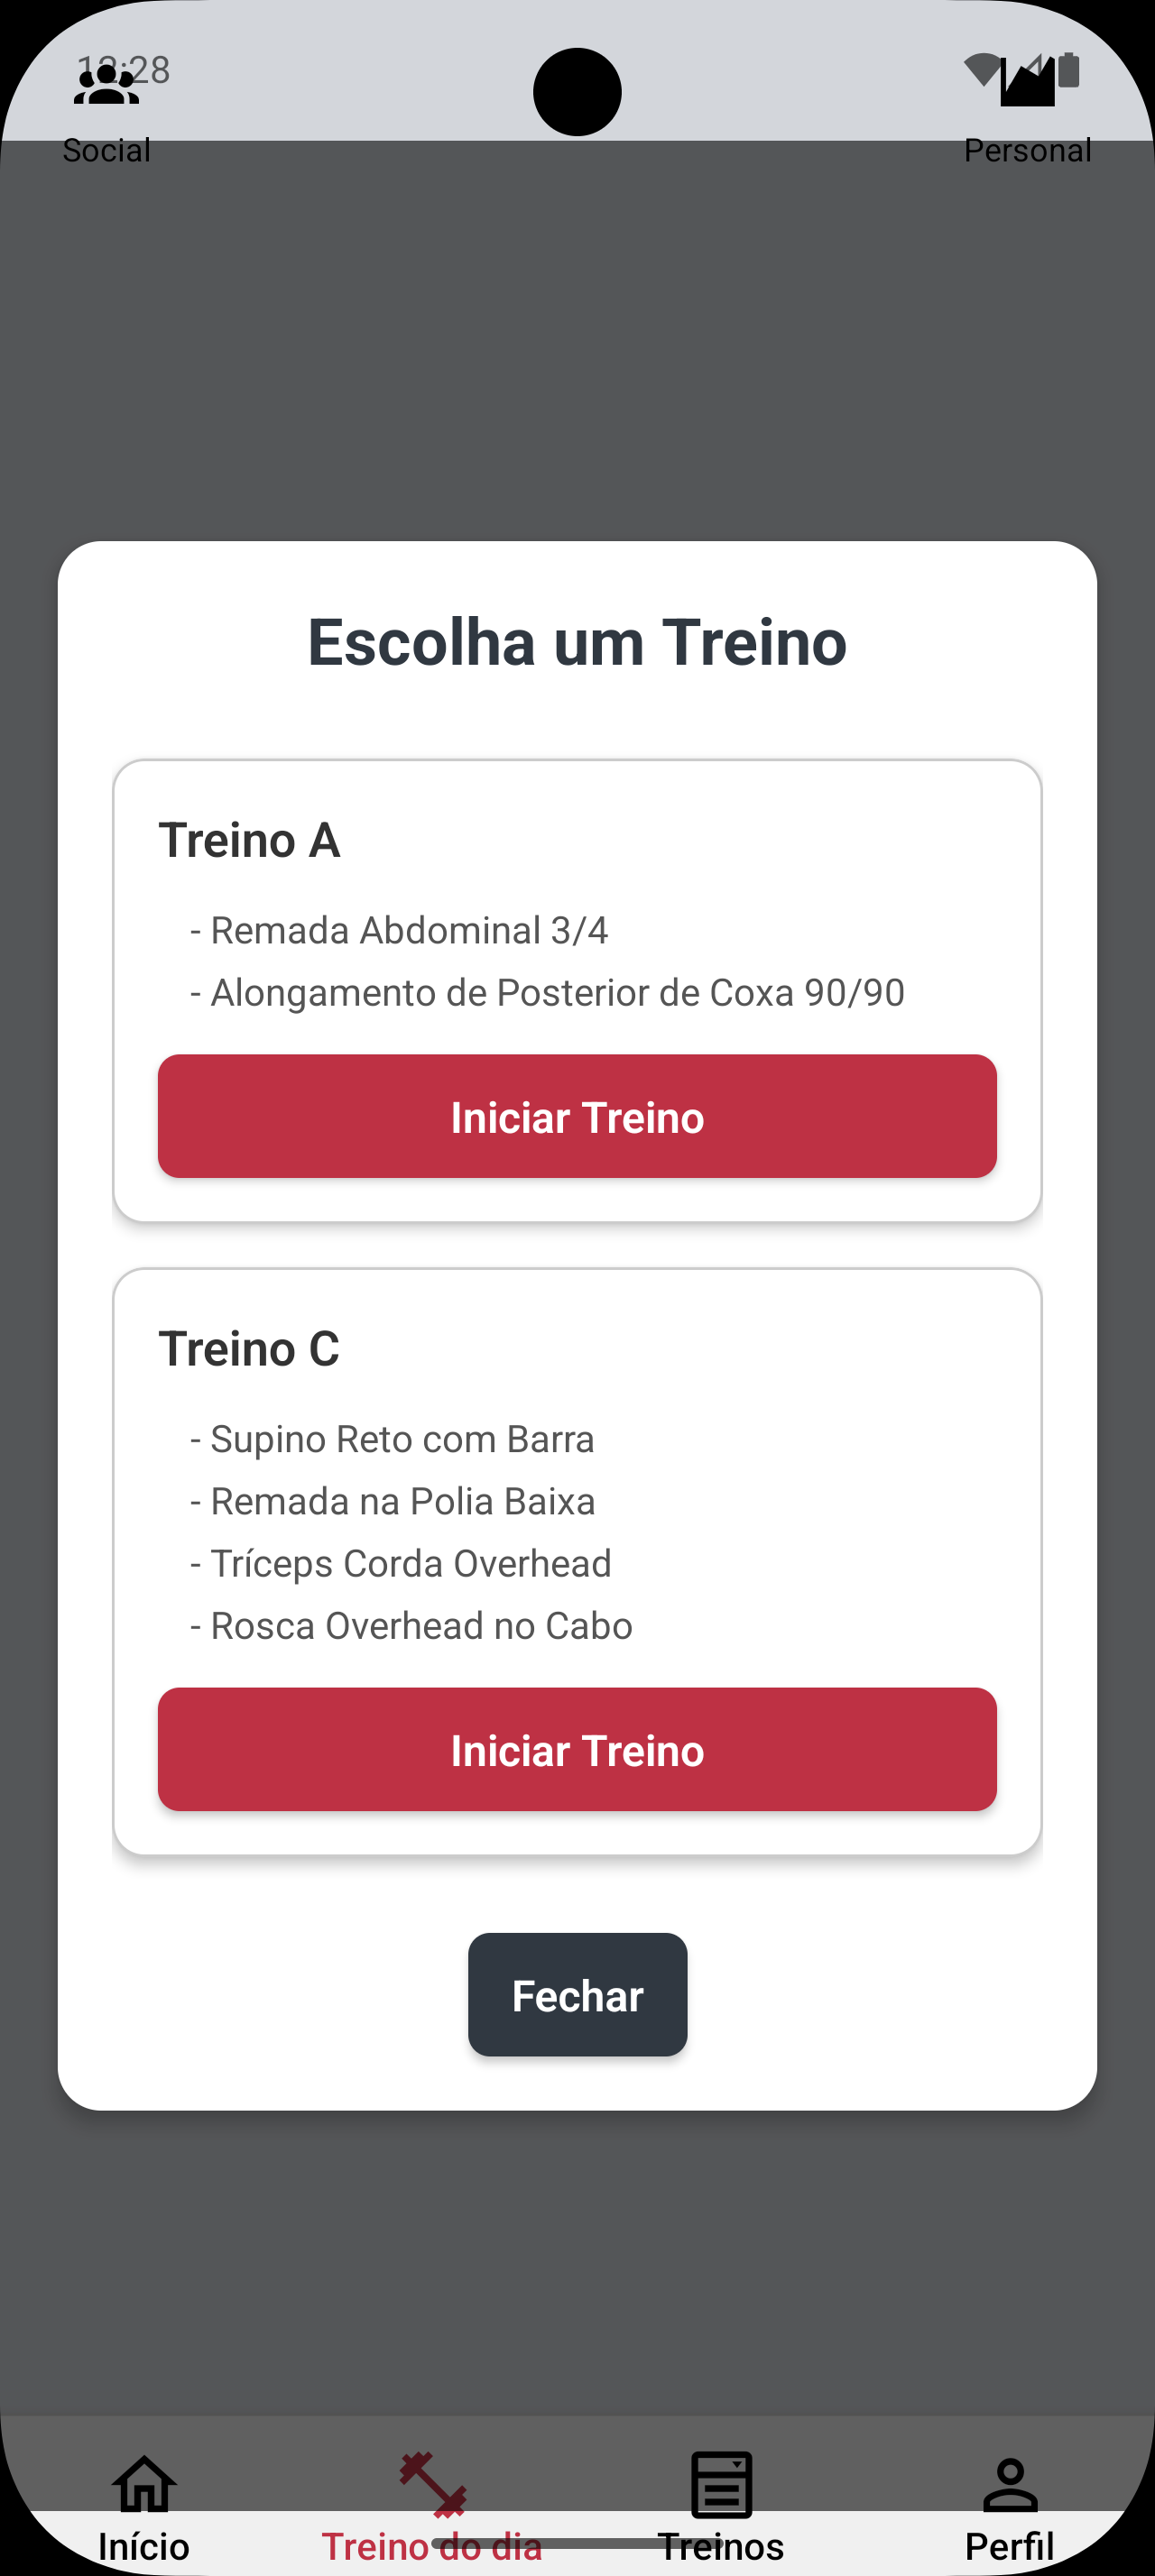 12:28
Social
Personal
Escolha um Treino
Treino A
- Remada Abdominal 3/4
- Alongamento de Posterior de Coxa 90/90
Iniciar Treino
Treino C
- Supino Reto com Barra
- Remada na Polia Baixa
- Tríceps Corda Overhead
- Rosca Overhead no Cabo
Iniciar Treino
Fechar
Início
Treino do dia
Treinos
Perfil